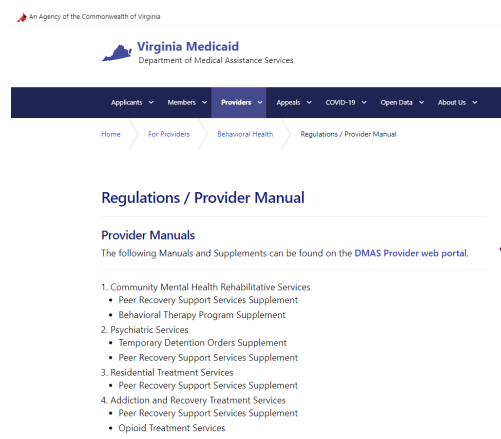 An Agency of the Commonwealth of Virginia
Virginia Medicaid
Department of Medical Assistance Services
Applicants Members Providers Appeals COVID-19 Open Data About Us
Home For Providers Behavioral Health Regulations / Provider Manual
Regulations / Provider Manual
Provider Manuals
The following Manuals and Supplements can be found on the DMAS Provider web portal.
1. Community Mental Health Rehabilitative Services
• Peer Recovery Support Services Supplement
• Behavioral Therapy Program Supplement
2. Psychiatric Services
• Temporary Detention Orders Supplement
• Peer Recovery Support Services Supplement
3. Residential Treatment Services
• Peer Recovery Support Services Supplement
4. Addiction and Recovery Treatment Services
• Peer Recovery Support Services Supplement
• Opioid Treatment Services